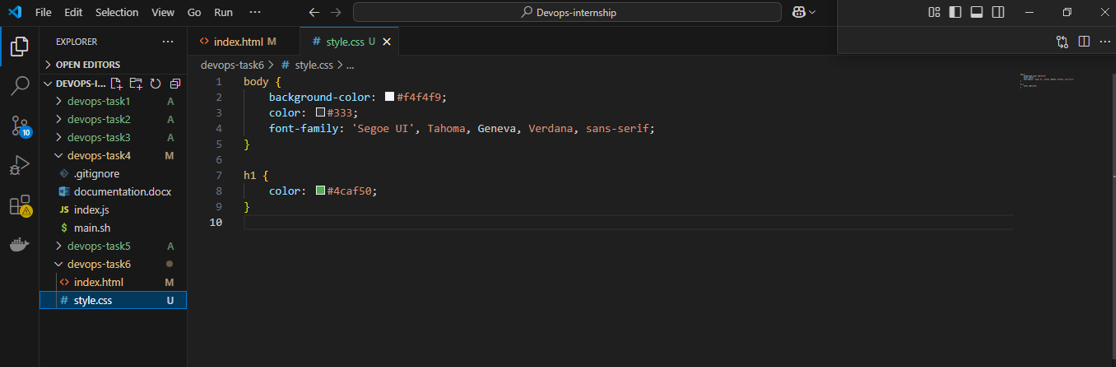 File Edit Selection View Go Run ···
Devops-internship
EXPLORER ···
OPEN EDITORS
DEVOPS-I...
devops-task1 A
devops-task2 A
devops-task3 A
devops-task4 M
.gitignore
documentation.docx
JS index.js
$ main.sh
devops-task5 A
devops-task6
<> index.html M
# style.css U
10
<> index.html M
# style.css U
devops-task6 > # style.css > ...
1 body {
2 background-color: #f4f4f9;
3 color: #333;
4 font-family: 'Segoe UI', Tahoma, Geneva, Verdana, sans-serif;
5 }
6
7 h1 {
8 color: #4caf50;
9 }
10